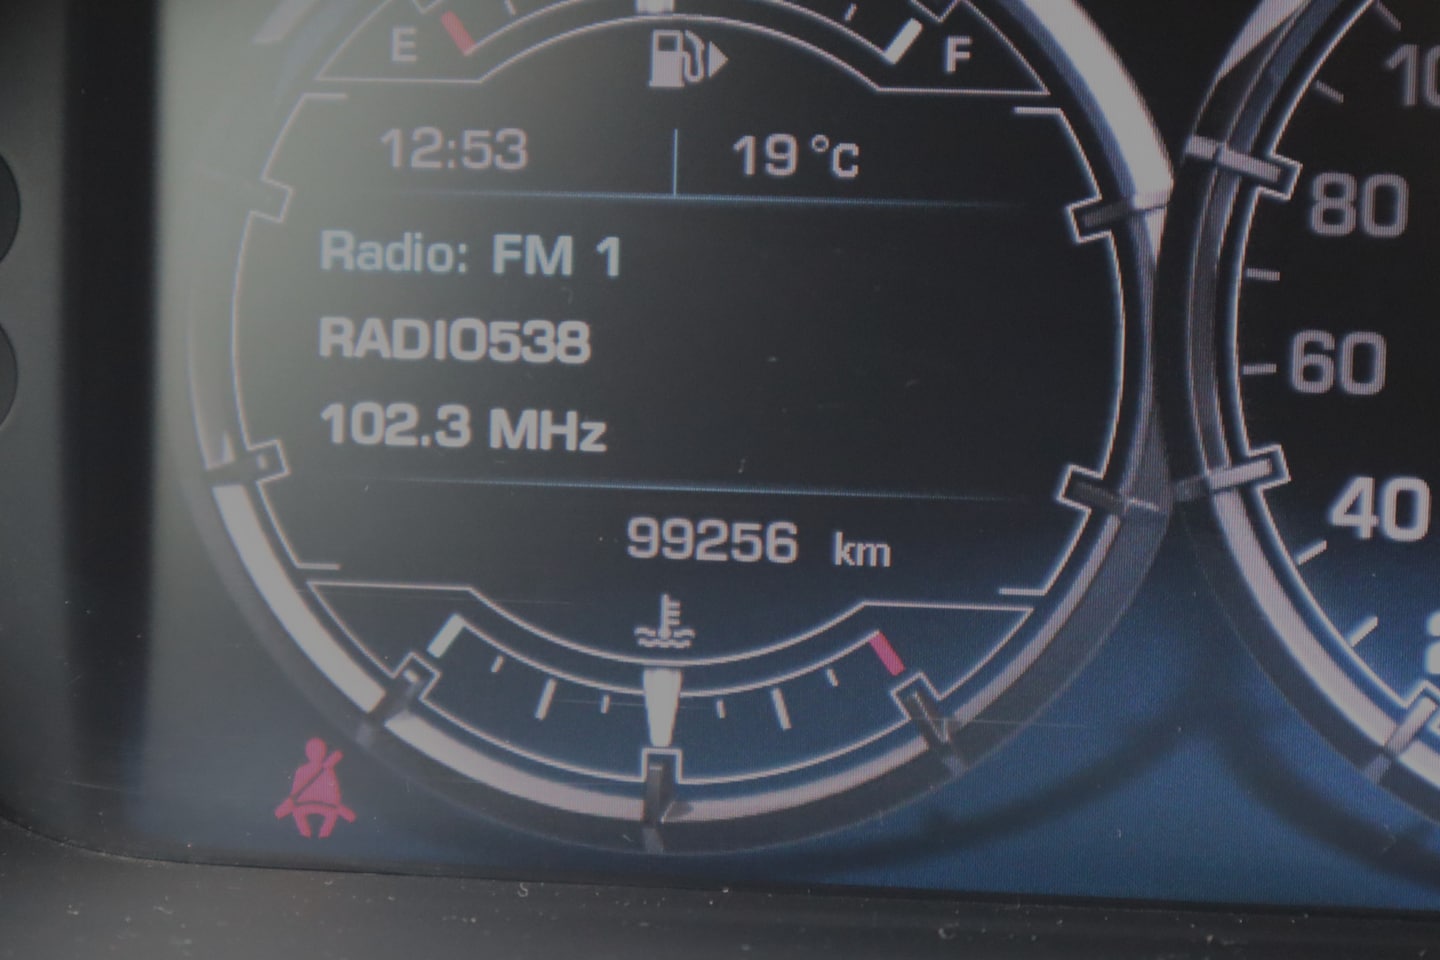 E F
12:53 19°C
Radio: FM 1
RADIO538
102.3 MHz
99256 km
80
60
40